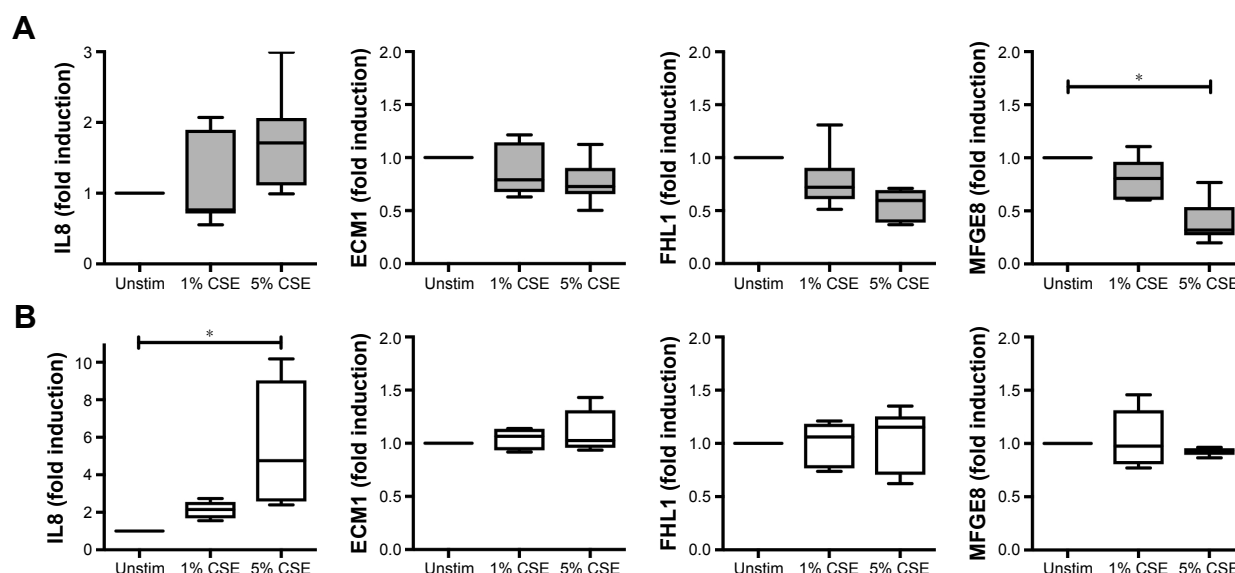 A
IL8 (fold induction)
3
2
1
0
Unstim 1% CSE 5% CSE
ECM1 (fold induction)
2.0
1.5
1.0
0.5
0.0
Unstim 1% CSE 5% CSE
FHL1 (fold induction)
2.0
1.5
1.0
0.5
0.0
Unstim 1% CSE 5% CSE
MFGE8 (fold induction)
2.0
1.5
1.0
0.5
0.0
*
Unstim 1% CSE 5% CSE
B
IL8 (fold induction)
10
8
6
4
2
0
*
Unstim 1% CSE 5% CSE
ECM1 (fold induction)
2.0
1.5
1.0
0.5
0.0
Unstim 1% CSE 5% CSE
FHL1 (fold induction)
2.0
1.5
1.0
0.5
0.0
Unstim 1% CSE 5% CSE
MFGE8 (fold induction)
2.0
1.5
1.0
0.5
0.0
Unstim 1% CSE 5% CSE